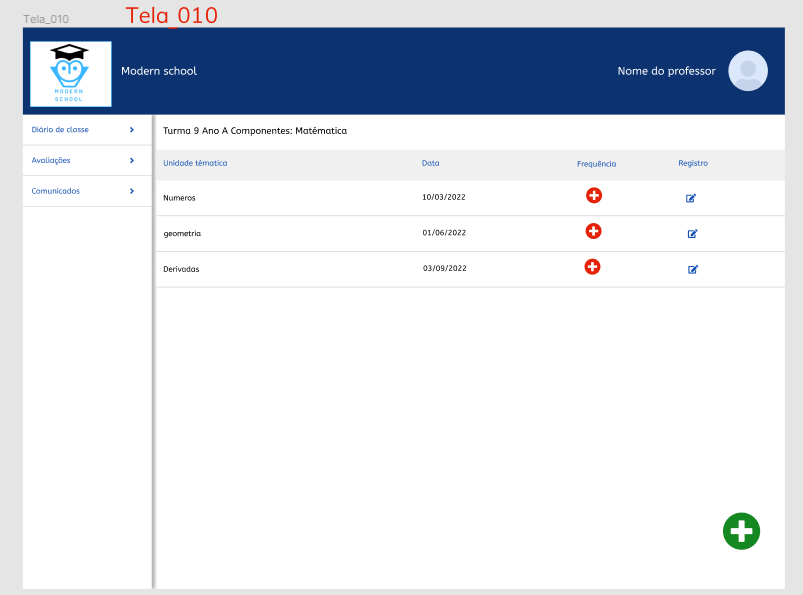 Tela_010
Tela_010
MODERN
SCHOOL
Modern school
Nome do professor
Diário de classe
Avaliações
Comunicados
Turma 9 Ano A Componentes: Matématica
Unidade tématica Data Frequência Registro
Numeros 10/03/2022
geometria 01/06/2022
Derivadas 03/09/2022